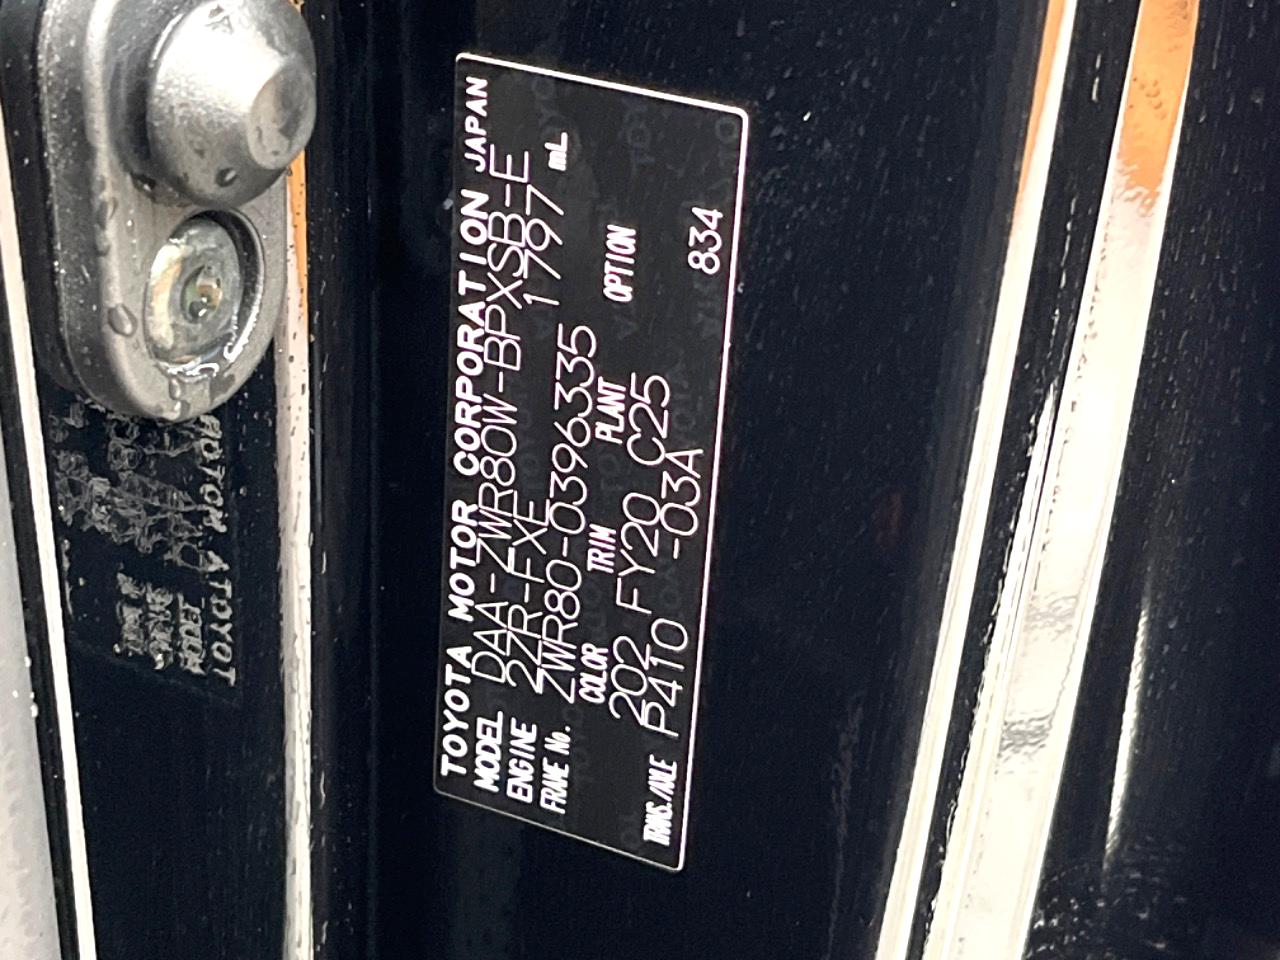 TOYOTA MOTOR CORPORATION JAPAN
MODEL DAA-ZWR80W-BPXSB-E
ENGINE 2ZR-FXE 1797 mL
FRAME No. ZWR80-0396335
COLOR TRIM PLANT OPTION
202 FY20 C25
TRANS./AXLE P410 -03A 834